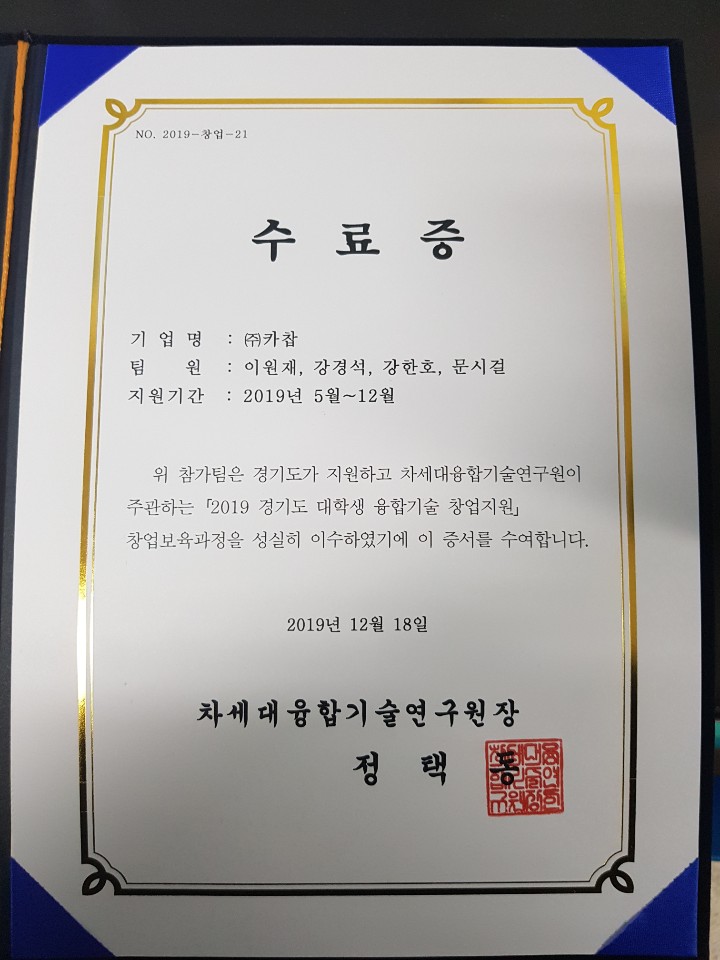 NO. 2019-창업-21
수 료 증
기 업 명 : ㈜카찹
팀 원 : 이원재, 강경석, 강한호, 문시걸
지원기간 : 2019년 5월~12월
위 참가팀은 경기도가 지원하고 차세대융합기술연구원이
주관하는 「2019 경기도 대학생 융합기술 창업지원」
창업보육과정을 성실히 이수하였기에 이 증서를 수여합니다.
2019년 12월 18일
차세대융합기술연구원장
정 택 동